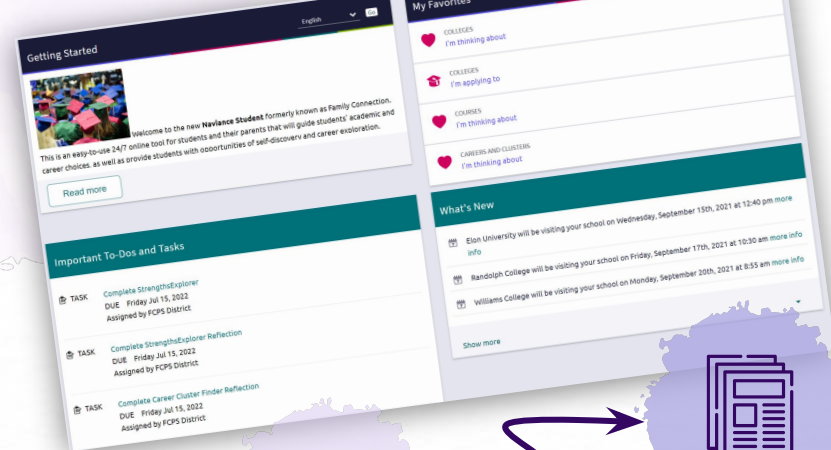 Getting Started
English
Go
Welcome to the new Naviance Student formerly known as Family Connection.
This is an easy-to-use 24/7 online tool for students and their parents that will guide students' academic and
career choices, as well as provide students with opportunities of self-discovery and career exploration.
Read more
Important To-Dos and Tasks
TASK
Complete StrengthsExplorer
DUE Friday Jul 15, 2022
Assigned by FCPS District
TASK
Complete StrengthsExplorer Reflection
DUE Friday Jul 15, 2022
Assigned by FCPS District
TASK
Complete Career Cluster Finder Reflection
DUE Friday Jul 15, 2022
Assigned by FCPS District
My Favorites
COLLEGES
I'm thinking about
COLLEGES
I'm applying to
COURSES
I'm thinking about
CAREERS AND CLUSTERS
I'm thinking about
What's New
Elon University will be visiting your school on Wednesday, September 15th, 2021 at 12:40 pm more
info
Randolph College will be visiting your school on Friday, September 17th, 2021 at 10:30 am more info
Williams College will be visiting your school on Monday, September 20th, 2021 at 8:55 am more info
Show more